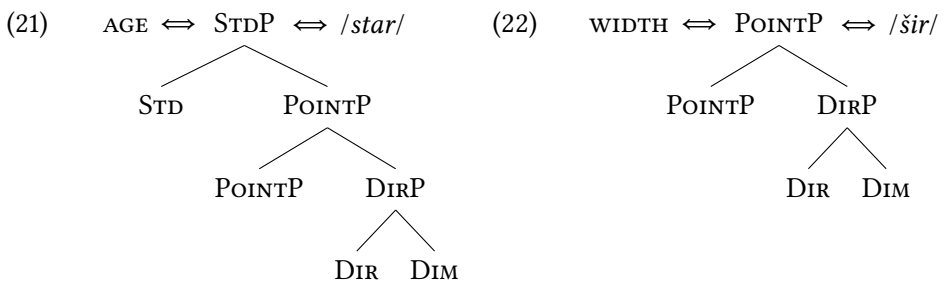 (21) AGE ⇔ STDP ⇔ /star/ (22) WIDTH ⇔ POINTP ⇔ /šir/
STD POINTP POINTP DIRP
POINTP DIRP DIR DIM
DIR DIM